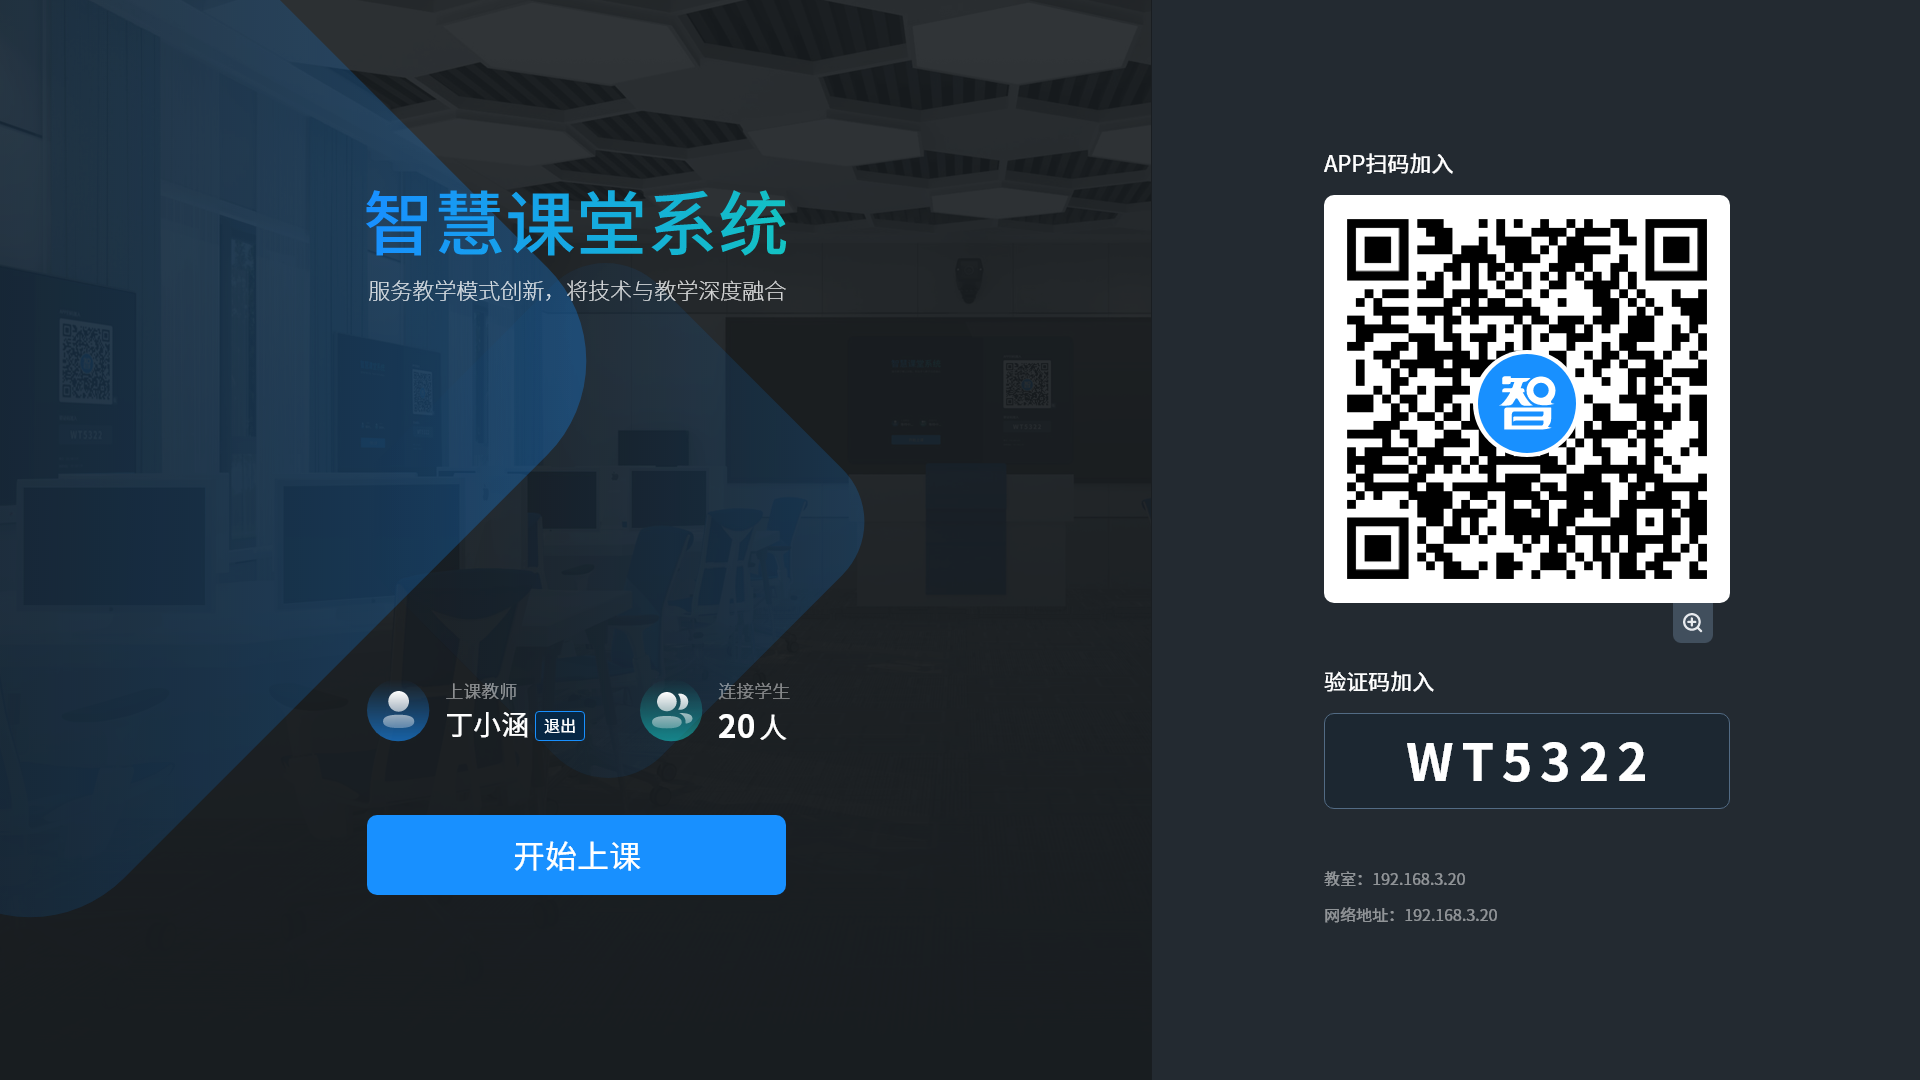 智慧课堂系统
服务教学模式创新，将技术与教学深度融合
上课教师
丁小涵 退出
连接学生
20人
开始上课
APP扫码加入
智
验证码加入
WT5322
教室：192.168.3.20
网络地址：192.168.3.20